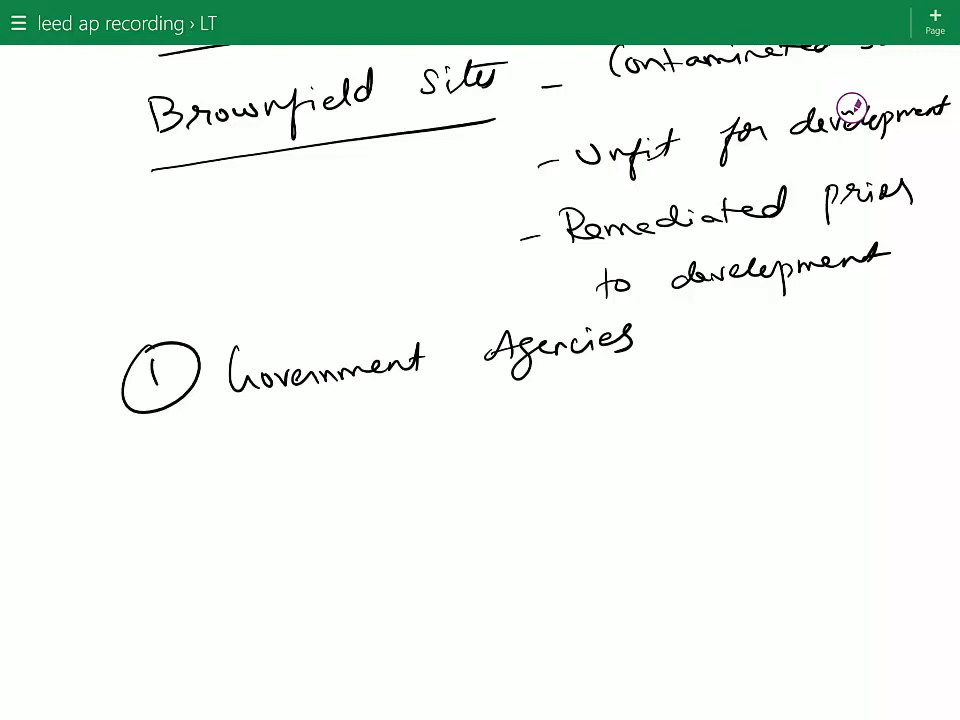 leed ap recording › LT
+
Page
Contaminated
Brownfield Site -
- Unfit for development
- Remediated prior
to development
1 Government Agencies